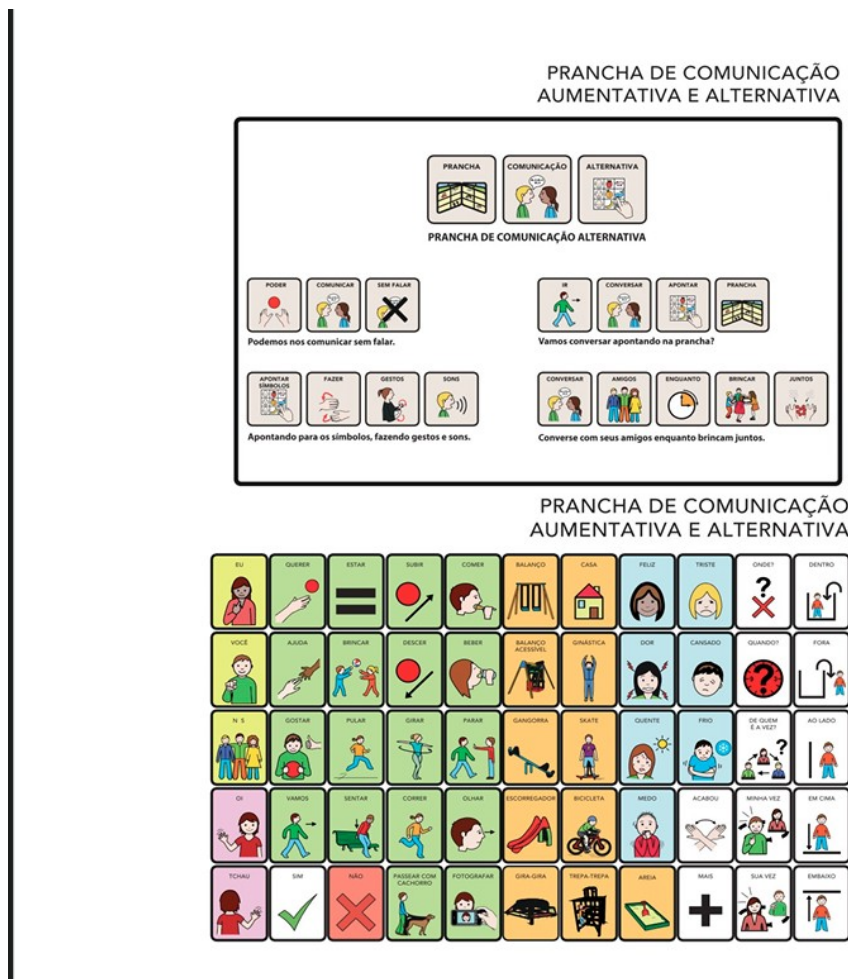 PRANCHA DE COMUNICAÇÃO
AUMENTATIVA E ALTERNATIVA
PRANCHA COMUNICAÇÃO ALTERNATIVA
PRANCHA DE COMUNICAÇÃO ALTERNATIVA
PODER COMUNICAR SEM FALAR
Podemos nos comunicar sem falar.
IR CONVERSAR APONTAR PRANCHA
Vamos conversar apontando na prancha?
APONTAR SÍMBOLOS FAZER GESTOS SONS
Apontando para os símbolos, fazendo gestos e sons.
CONVERSAR AMIGOS ENQUANTO BRINCAR JUNTOS
Converse com seus amigos enquanto brincam juntos.
PRANCHA DE COMUNICAÇÃO
AUMENTATIVA E ALTERNATIVA
EU QUERER ESTAR SUBIR COMER BALANÇO CASA FELIZ TRISTE ONDE? DENTRO
VOCÊ AJUDA BRINCAR DESCER BEBER BALANÇO ACESSÍVEL GINÁSTICA DOR CANSADO QUANDO? FORA
N S GOSTAR PULAR GIRAR PARAR GANGORRA SKATE QUENTE FRIO DE QUEM É A VEZ? AO LADO
OI VAMOS SENTAR CORRER OLHAR ESCORREGADOR BICICLETA MEDO ACABOU MINHA VEZ EM CIMA
TCHAU SIM NÃO PASSEAR COM CACHORRO FOTOGRAFAR GIRA-GIRA TREPA-TREPA AREIA MAIS SUA VEZ EMBAIXO